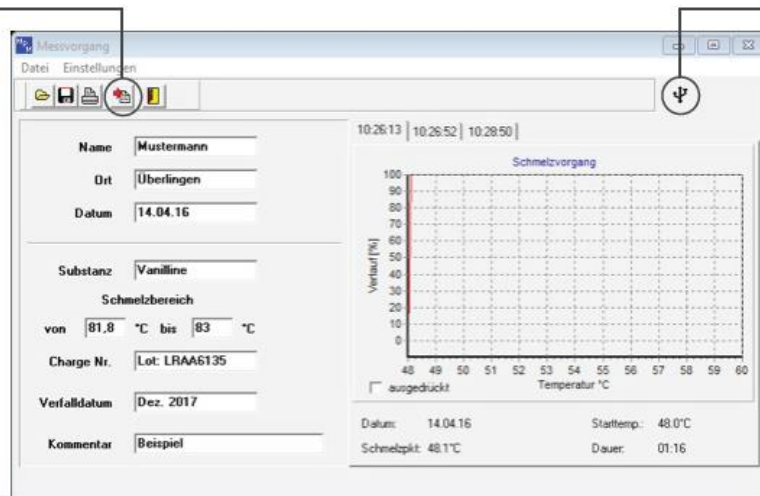 Messvorgang
Datei Einstellungen
Name Mustermann
Ort Überlingen
Datum 14.04.16
Substanz Vanilline
Schmelzbereich
von 81,8 °C bis 83 °C
Charge Nr. Lot: LRAA6135
Verfalldatum Dez. 2017
Kommentar Beispiel
10:26:13 10:26:52 10:28:50
Schmelzvorgang
Verlauf [%]
100
90
80
70
60
50
40
30
20
10
0
48 49 50 51 52 53 54 55 56 57 58 59 60
ausgedrückt Temperatur °C
Datum: 14.04.16 Starttemp.: 48.0°C
Schmelzpkt: 48.1°C Dauer: 01:16